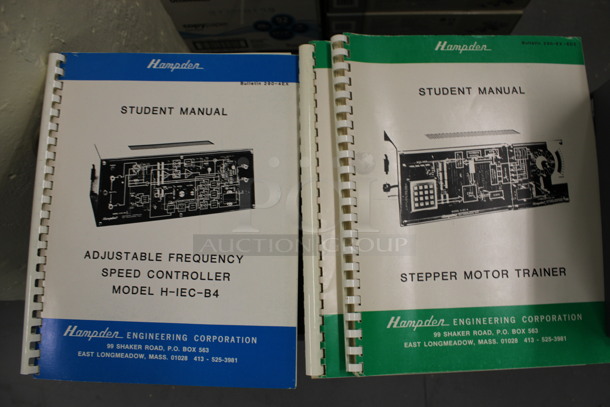 Hampden
Bulletin 290-4EX
STUDENT MANUAL
ADJUSTABLE FREQUENCY
SPEED CONTROLLER
MODEL H-IEC-B4
Hampden ENGINEERING CORPORATION
99 SHAKER ROAD, P.O. BOX 563
EAST LONGMEADOW, MASS. 01028 413 - 525-3981
Hampden
STUDENT MANUAL
STEPPER MOTOR TRAINER
Hampden ENGINEERING CORPORATION
99 SHAKER ROAD, P.O. BOX 563
EAST LONGMEADOW, MASS. 01028 413 - 525-3981
AUCTION GROUP